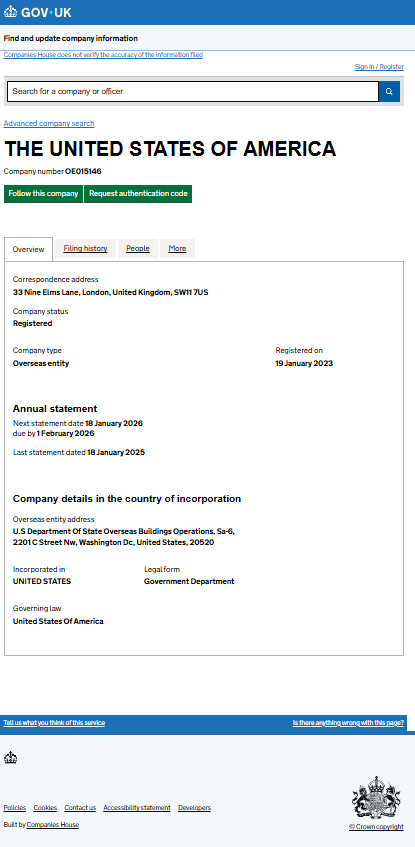 GOV·UK
Find and update company information
Companies House does not verify the accuracy of the information filed
Sign in / Register
Search for a company or officer
Advanced company search
THE UNITED STATES OF AMERICA
Company number OE015146
Follow this company Request authentication code
Overview Filing history People More
Correspondence address
33 Nine Elms Lane, London, United Kingdom, SW11 7US
Company status
Registered
Company type Registered on
Overseas entity 19 January 2023
Annual statement
Next statement date 18 January 2026
due by 1 February 2026
Last statement dated 18 January 2025
Company details in the country of incorporation
Overseas entity address
U.S Department Of State Overseas Buildings Operations, Sa-6,
2201 C Street Nw, Washington Dc, United States, 20520
Incorporated in Legal form
UNITED STATES Government Department
Governing law
United States Of America
Tell us what you think of this service Is there anything wrong with this page?
Policies Cookies Contact us Accessibility statement Developers
Built by Companies House
© Crown copyright